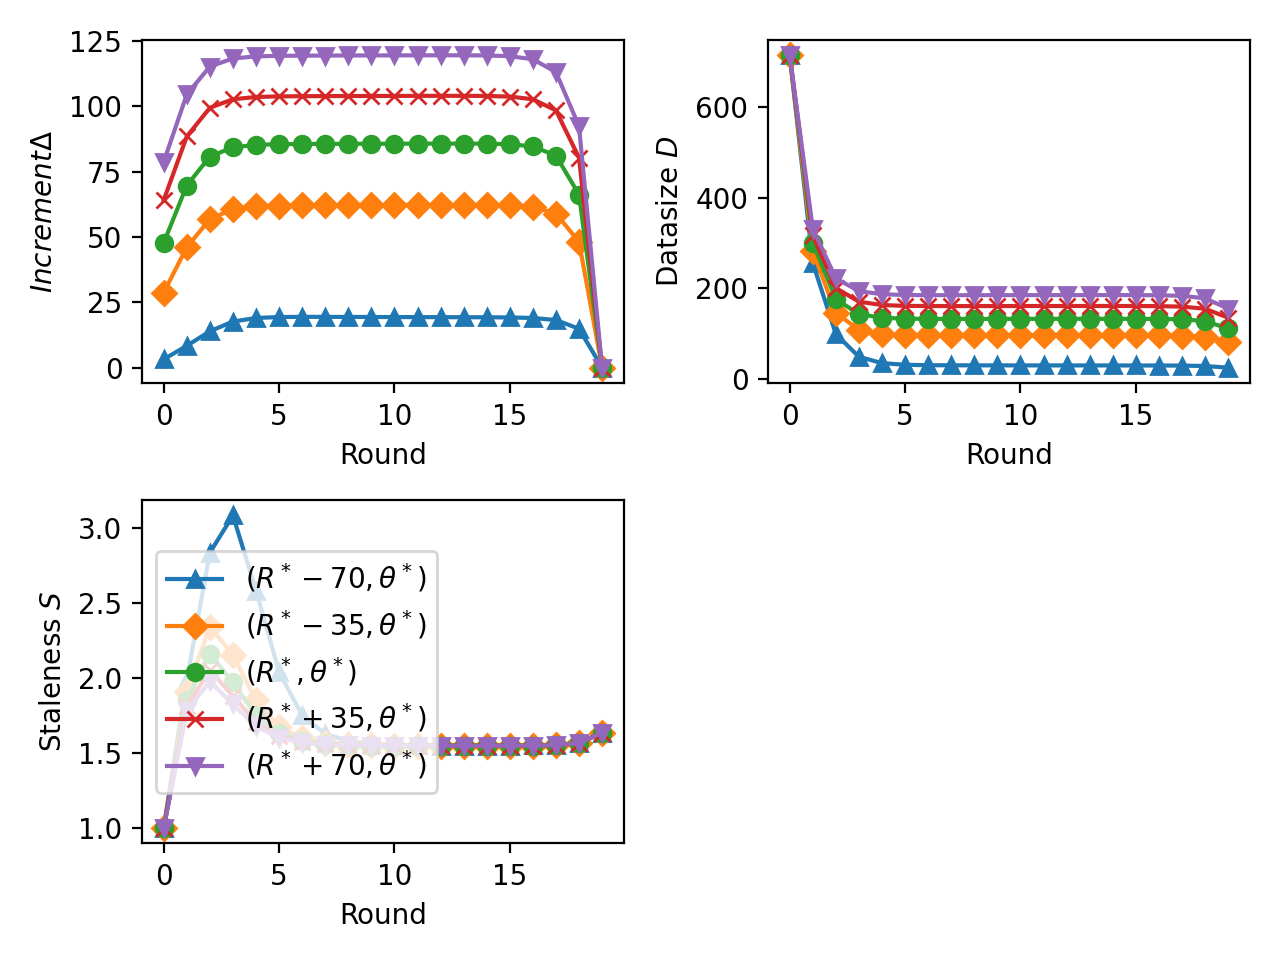 125
100
75
50
25
0
IncrementΔ
0 5 10 15
Round
600
400
200
0
Datasize D
0 5 10 15
Round
3.0
2.5
2.0
1.5
1.0
Staleness S
(R* − 70, θ*)
(R* − 35, θ*)
(R*, θ*)
(R* + 35, θ*)
(R* + 70, θ*)
0 5 10 15
Round